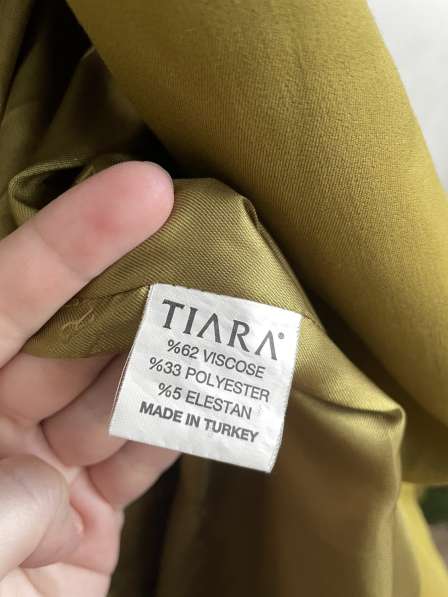 TIARA®
%62 VISCOSE
%33 POLYESTER
%5 ELESTAN
MADE IN TURKEY